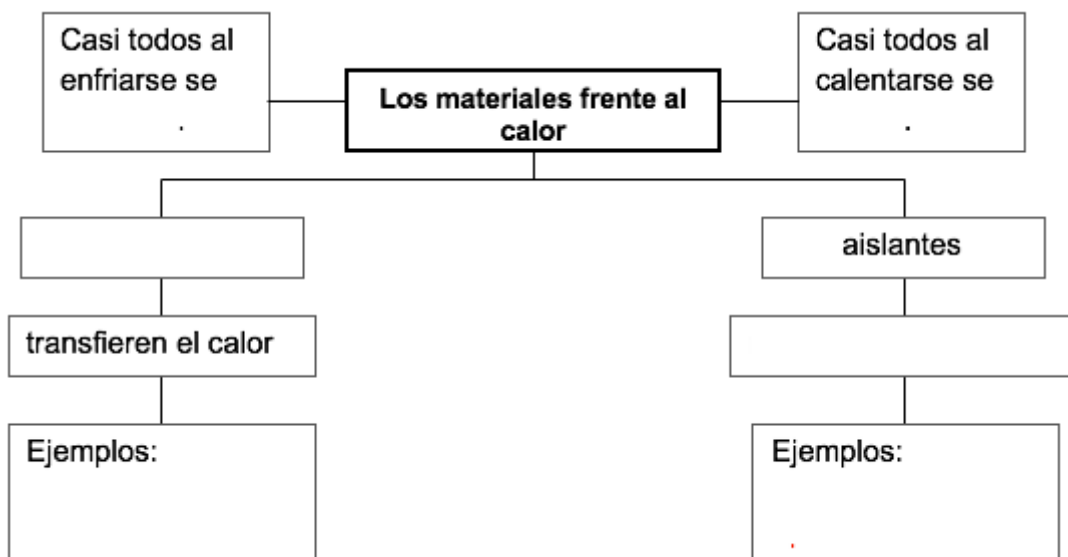 Casi todos al
enfriarse se
.
Los materiales frente al
calor
Casi todos al
calentarse se
.
aislantes
transfieren el calor
Ejemplos:
Ejemplos: